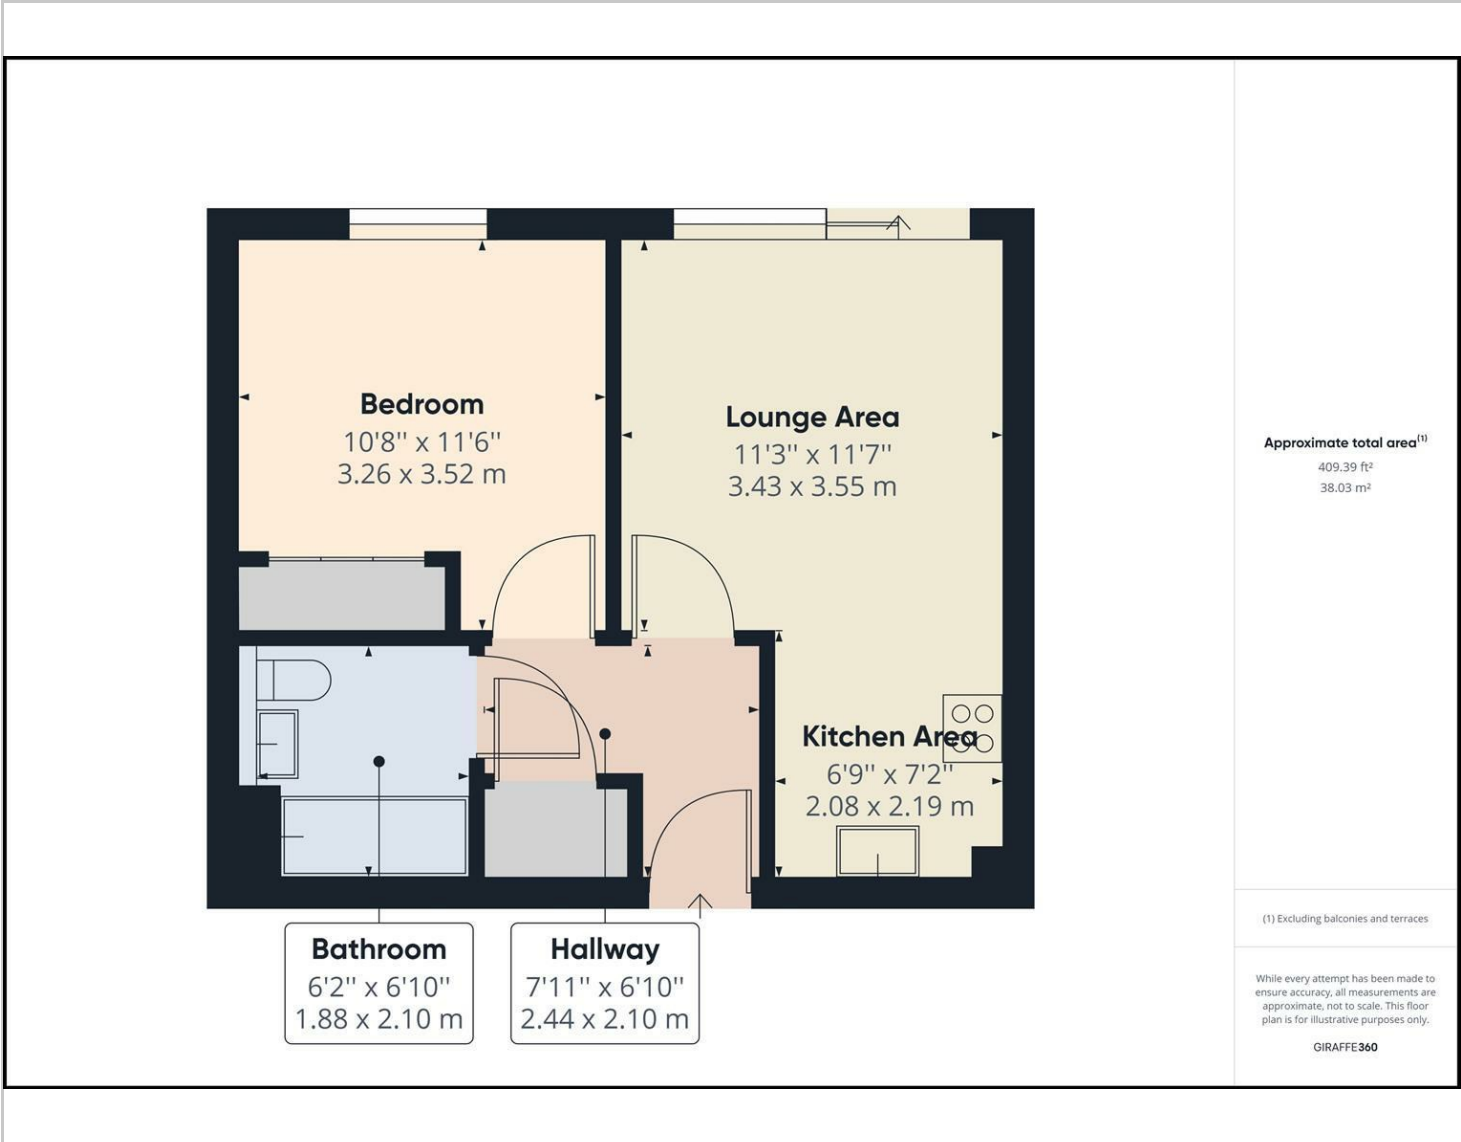 Bedroom
10'8'' x 11'6''
3.26 x 3.52 m
Lounge Area
11'3'' x 11'7''
3.43 x 3.55 m
Kitchen Area
6'9'' x 7'2''
2.08 x 2.19 m
Bathroom
6'2'' x 6'10''
1.88 x 2.10 m
Hallway
7'11'' x 6'10''
2.44 x 2.10 m
Approximate total area(1)
409.39 ft²
38.03 m²
(1) Excluding balconies and terraces
While every attempt has been made to
ensure accuracy, all measurements are
approximate, not to scale. This floor
plan is for illustrative purposes only.
GIRAFFE360